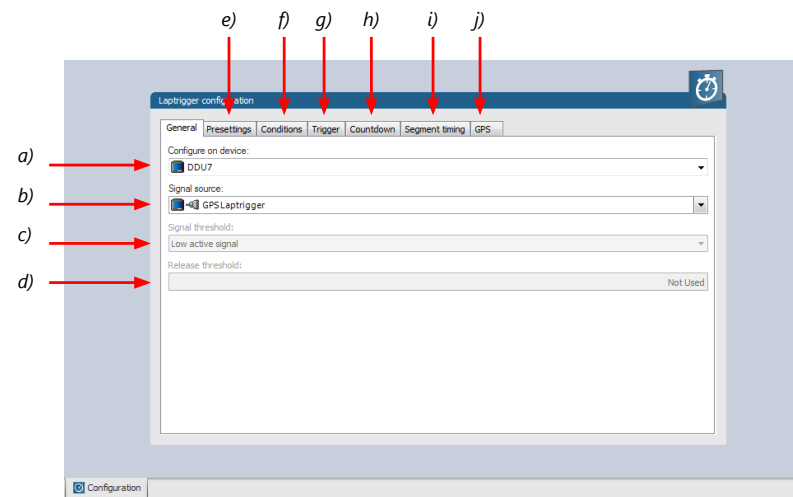 e) f) g) h) i) j)
Laptrigger configuration
General Presettings Conditions Trigger Countdown Segment timing GPS
Configure on device:
a)
DDU7
Signal source:
b)
GPS Laptrigger
Signal threshold:
c)
Low active signal
Release threshold:
d)
Not Used
Configuration